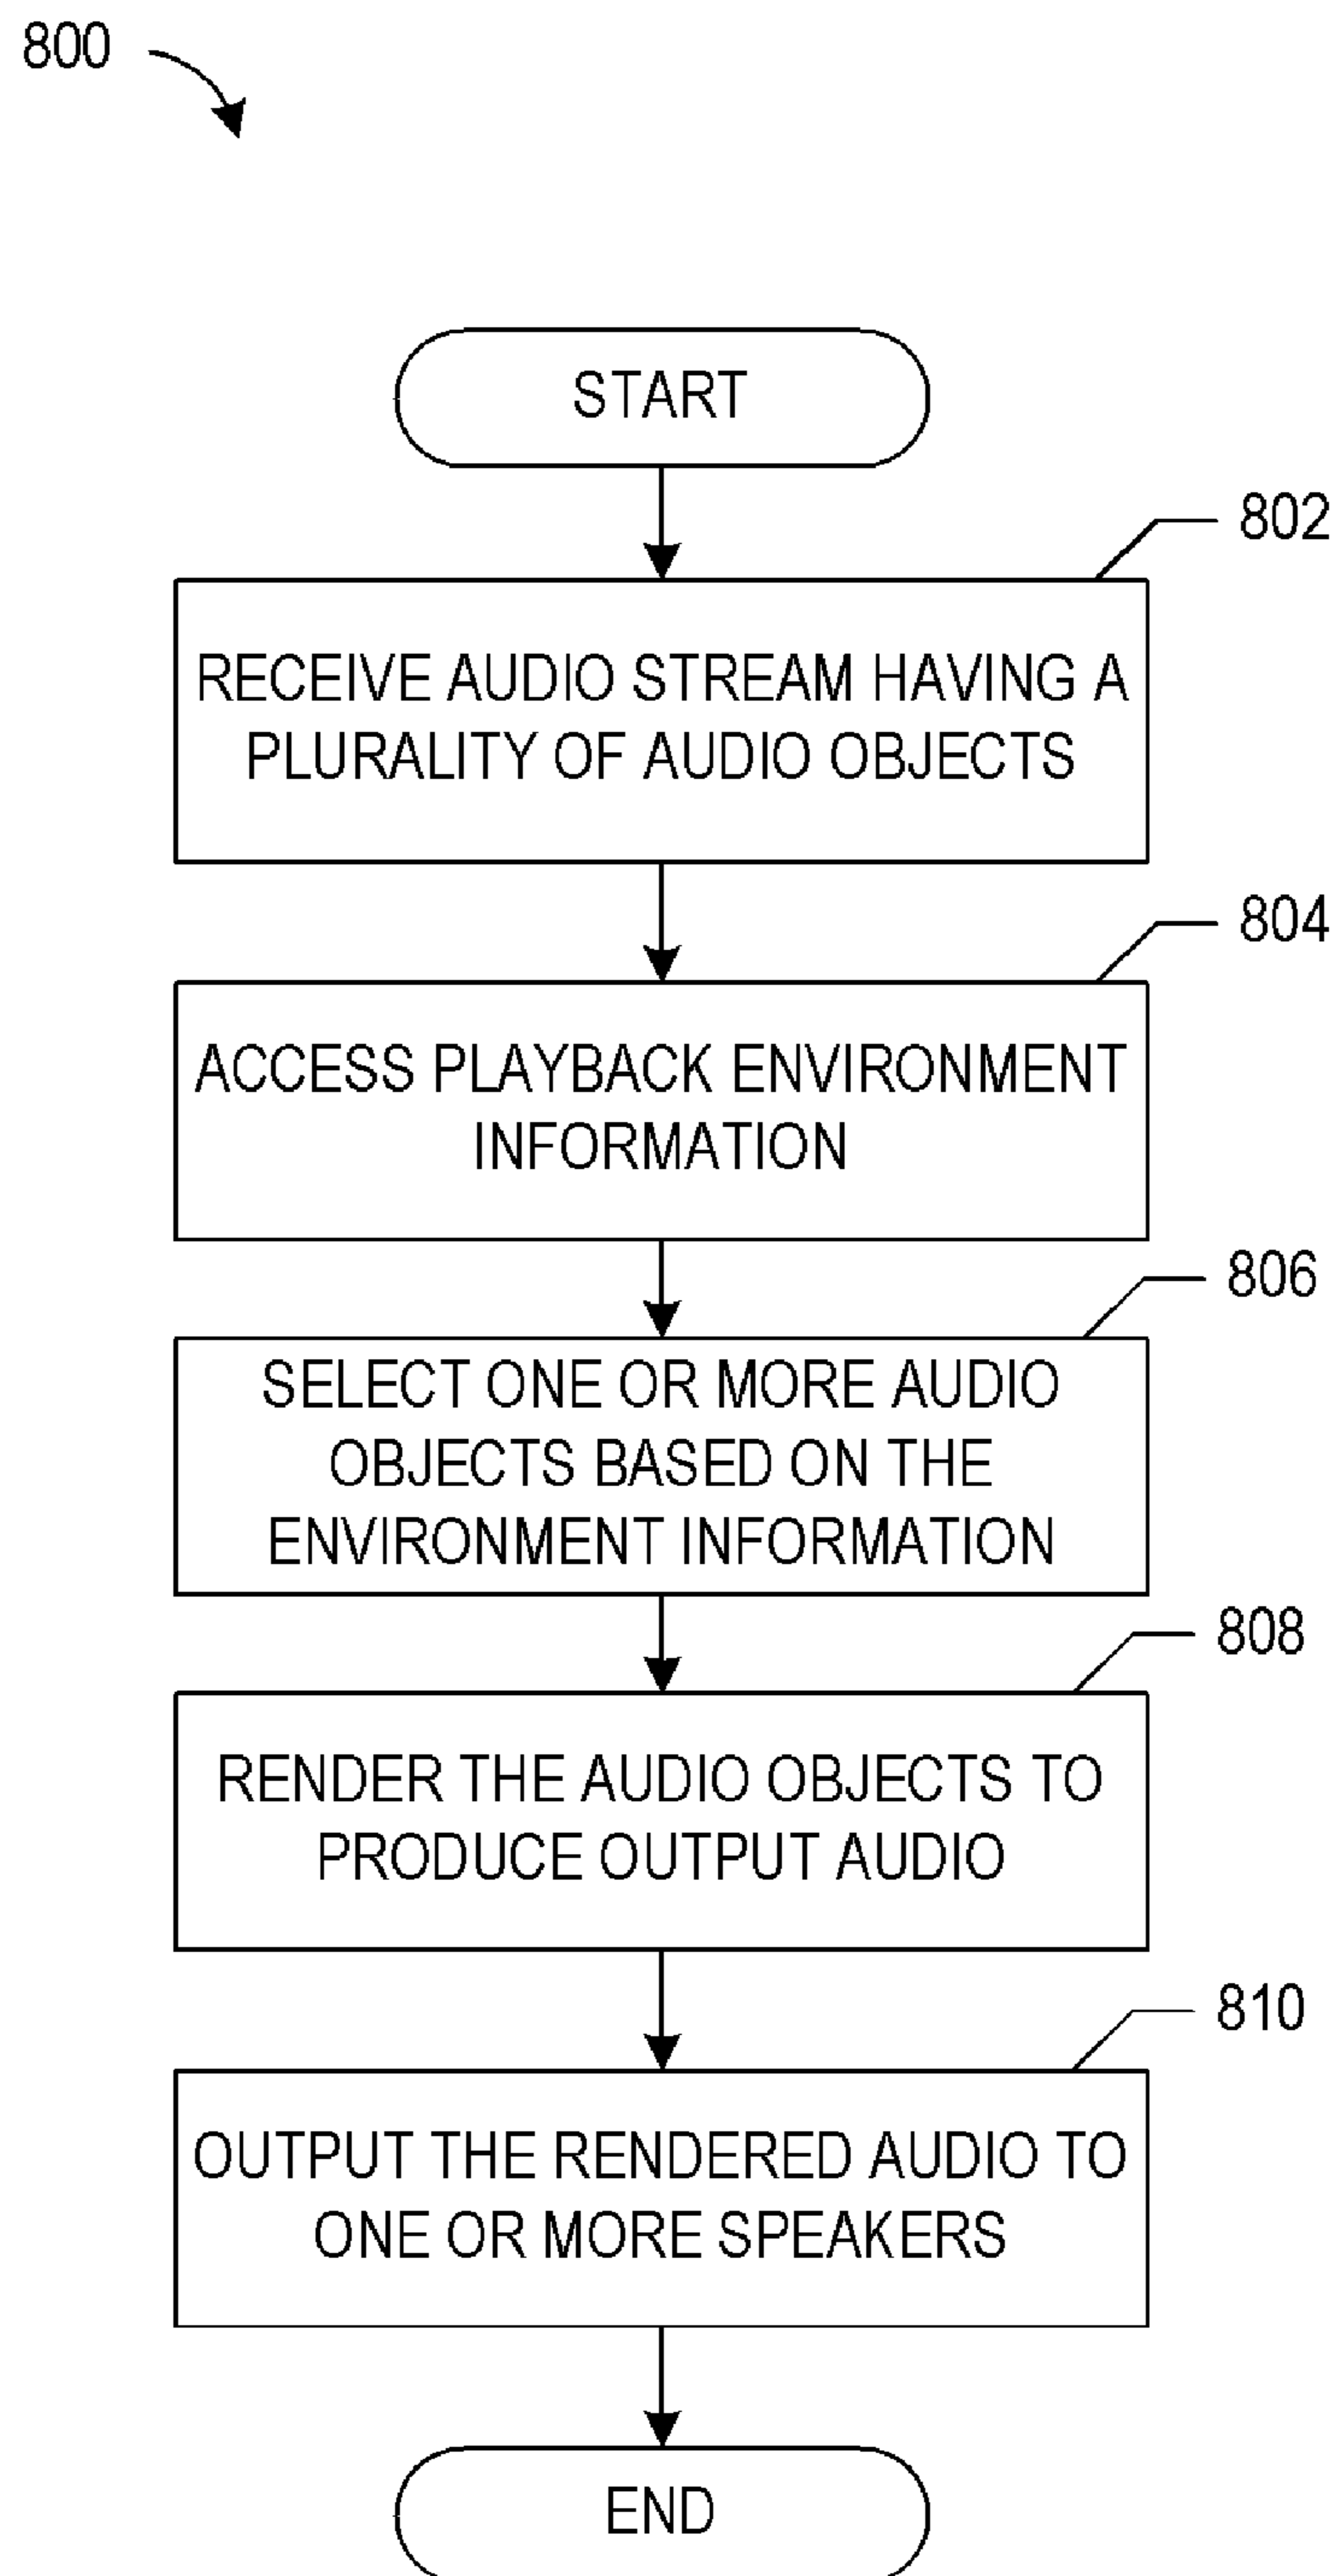 800
START
802
RECEIVE AUDIO STREAM HAVING A
PLURALITY OF AUDIO OBJECTS
804
ACCESS PLAYBACK ENVIRONMENT
INFORMATION
806
SELECT ONE OR MORE AUDIO
OBJECTS BASED ON THE
ENVIRONMENT INFORMATION
808
RENDER THE AUDIO OBJECTS TO
PRODUCE OUTPUT AUDIO
810
OUTPUT THE RENDERED AUDIO TO
ONE OR MORE SPEAKERS
END